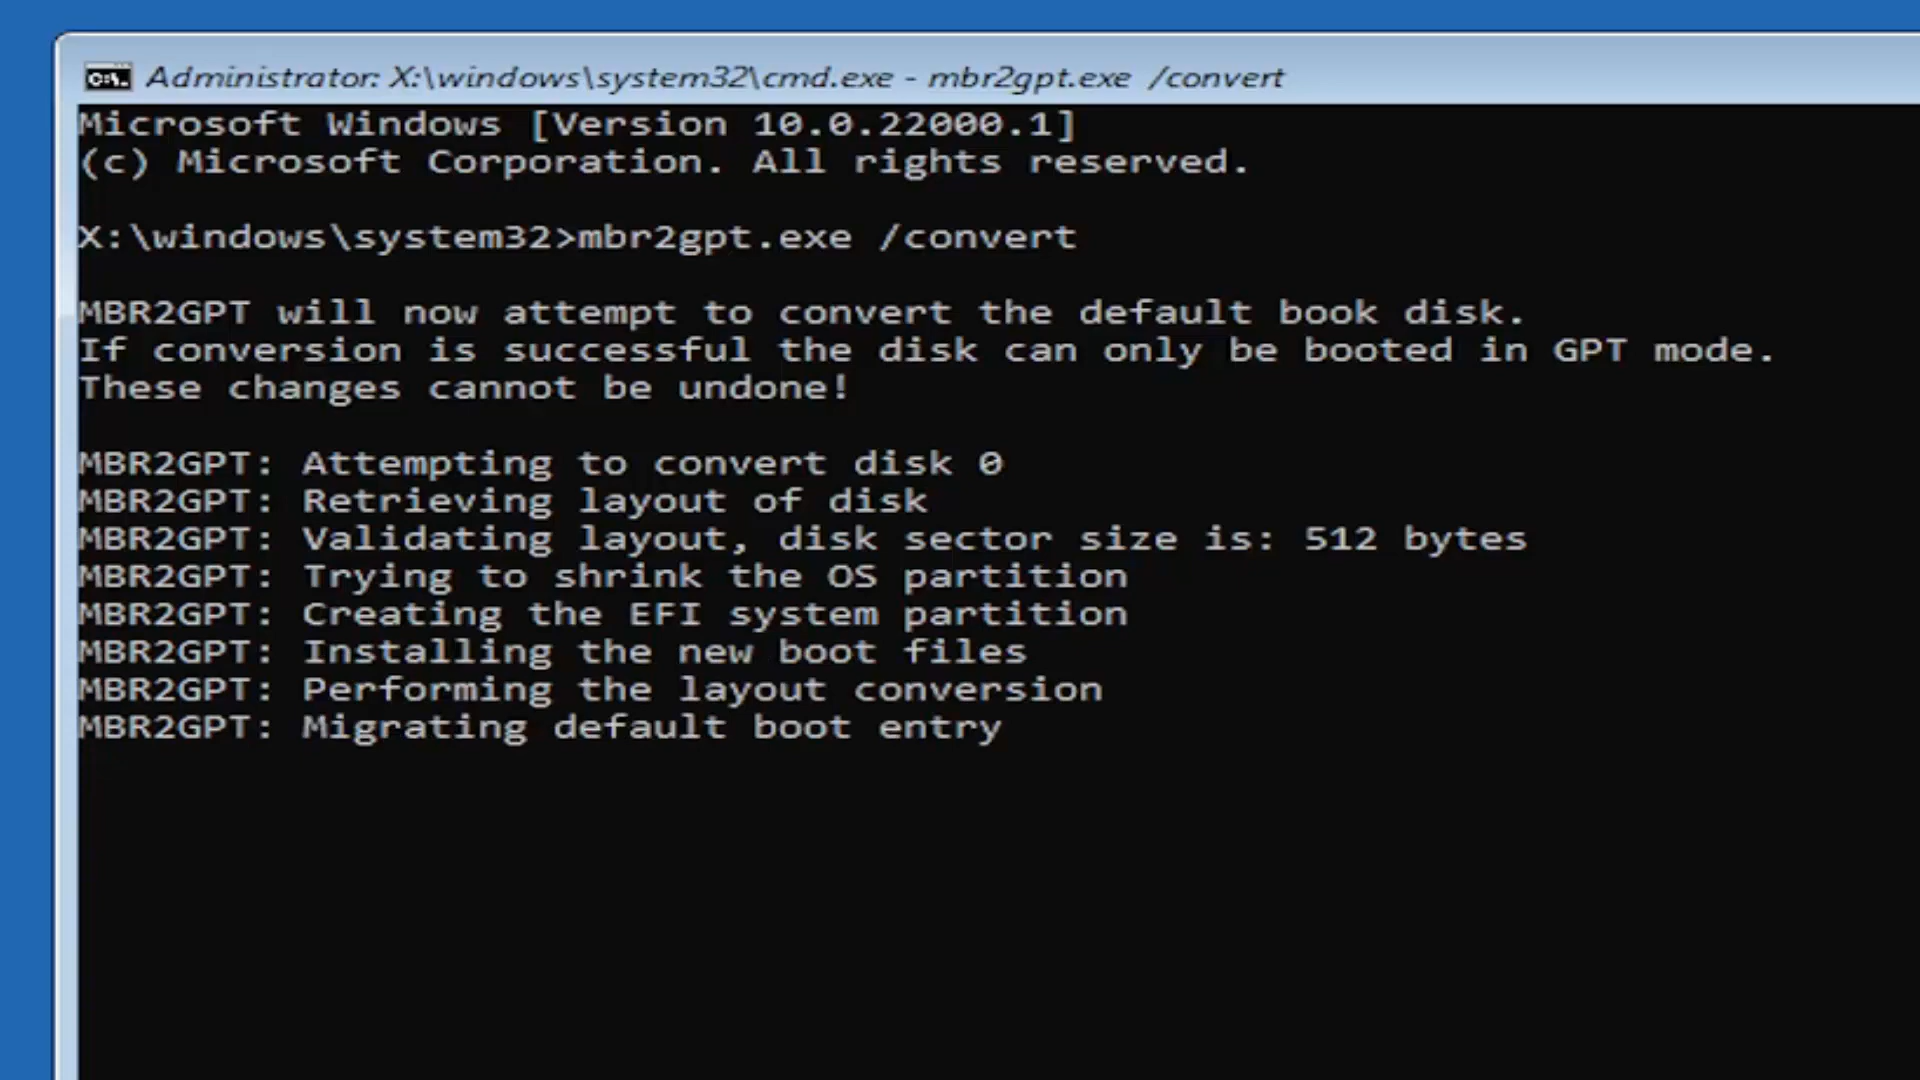 Administrator: X:\windows\system32\cmd.exe - mbr2gpt.exe /convert
Microsoft Windows [Version 10.0.22000.1]
(c) Microsoft Corporation. All rights reserved.
X:\windows\system32>mbr2gpt.exe /convert
MBR2GPT will now attempt to convert the default book disk.
If conversion is successful the disk can only be booted in GPT mode.
These changes cannot be undone!
MBR2GPT: Attempting to convert disk 0
MBR2GPT: Retrieving layout of disk
MBR2GPT: Validating layout, disk sector size is: 512 bytes
MBR2GPT: Trying to shrink the OS partition
MBR2GPT: Creating the EFI system partition
MBR2GPT: Installing the new boot files
MBR2GPT: Performing the layout conversion
MBR2GPT: Migrating default boot entry